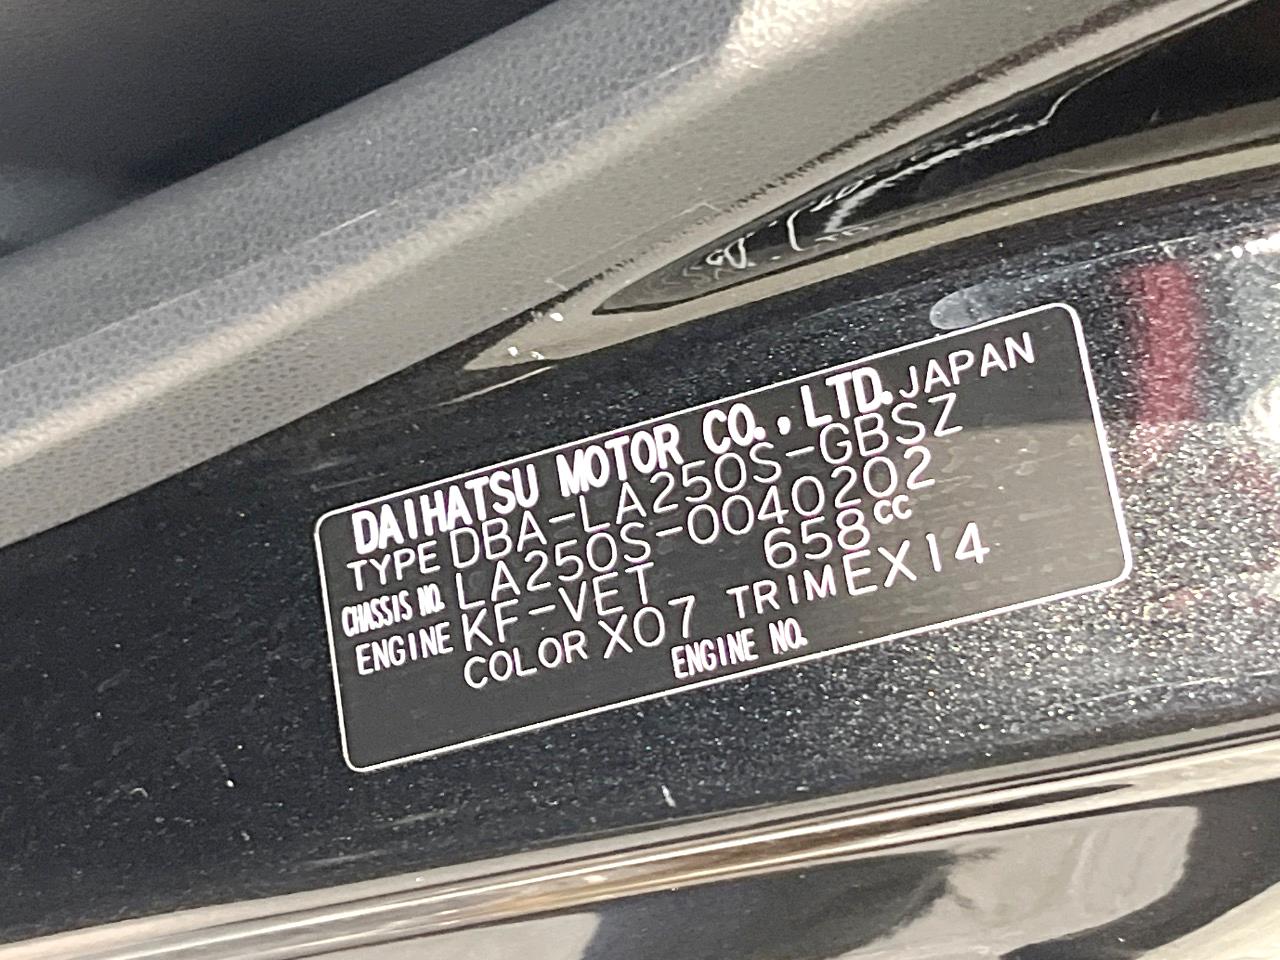 DAIHATSU MOTOR CO.,LTD. JAPAN
TYPE DBA-LA250S-GBSZ
CHASSIS NO. LA250S-0040202
ENGINE KF-VET 658cc
COLOR X07 TRIM EX14
ENGINE NO.